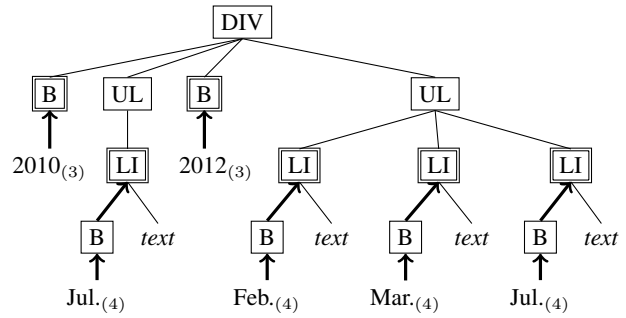 DIV
B UL B UL
2010(3) LI 2012(3) LI LI LI
B text B text B text B text
Jul.(4) Feb.(4) Mar.(4) Jul.(4)